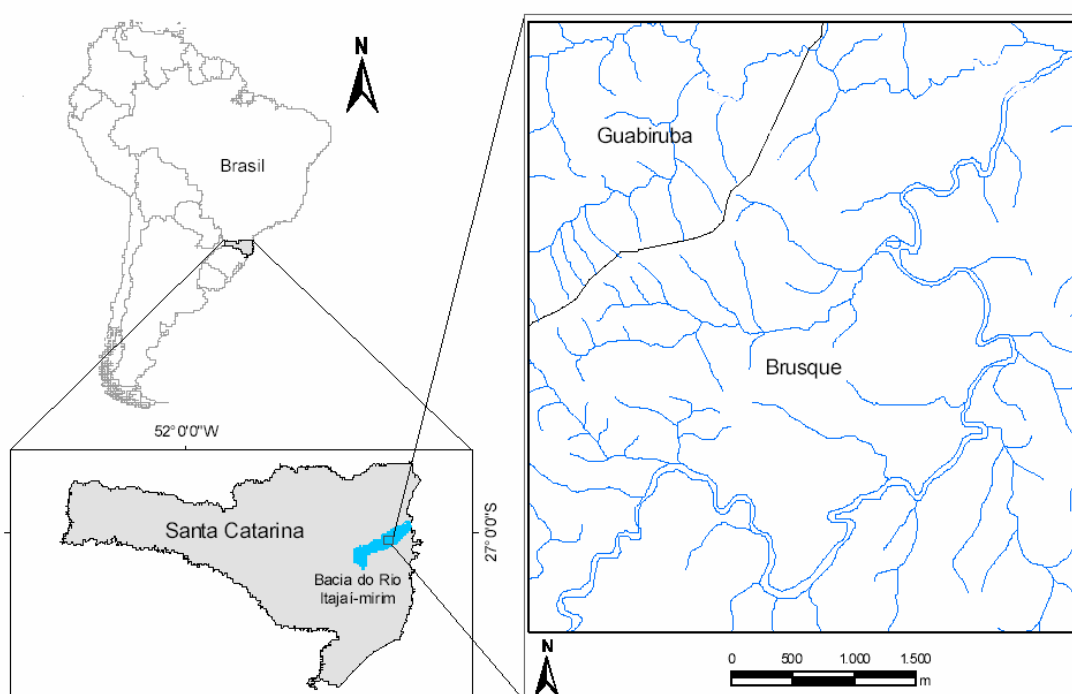 N
Brasil
52°0'0"W
Santa Catarina
27°0'0"S
Bacia do Rio
Itajaí-mirim
Guabiruba
Brusque
N
0 500 1.000 1.500
m